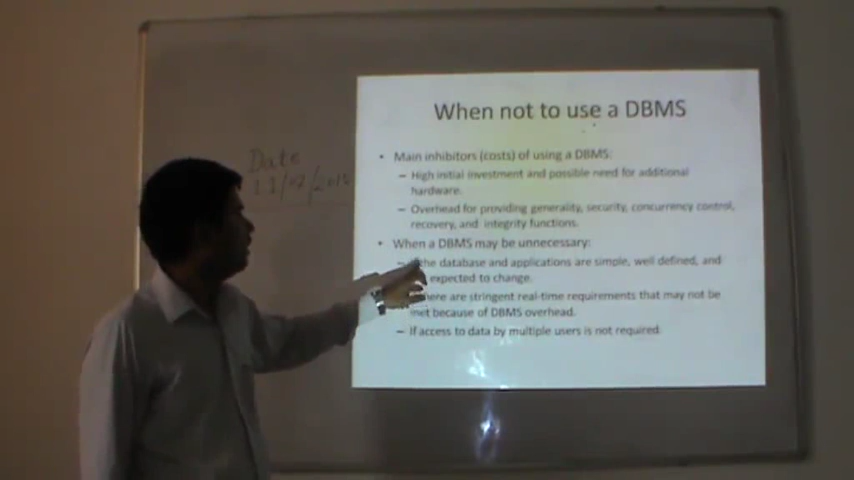 Date
When not to use a DBMS
• Main inhibitors (costs) of using a DBMS:
– High initial investment and possible need for additional
hardware.
– Overhead for providing generality, security, concurrency control,
recovery, and integrity functions.
• When a DBMS may be unnecessary:
– the database and applications are simple, well defined, and
expected to change.
there are stringent real-time requirements that may not be
met because of DBMS overhead.
– If access to data by multiple users is not required.